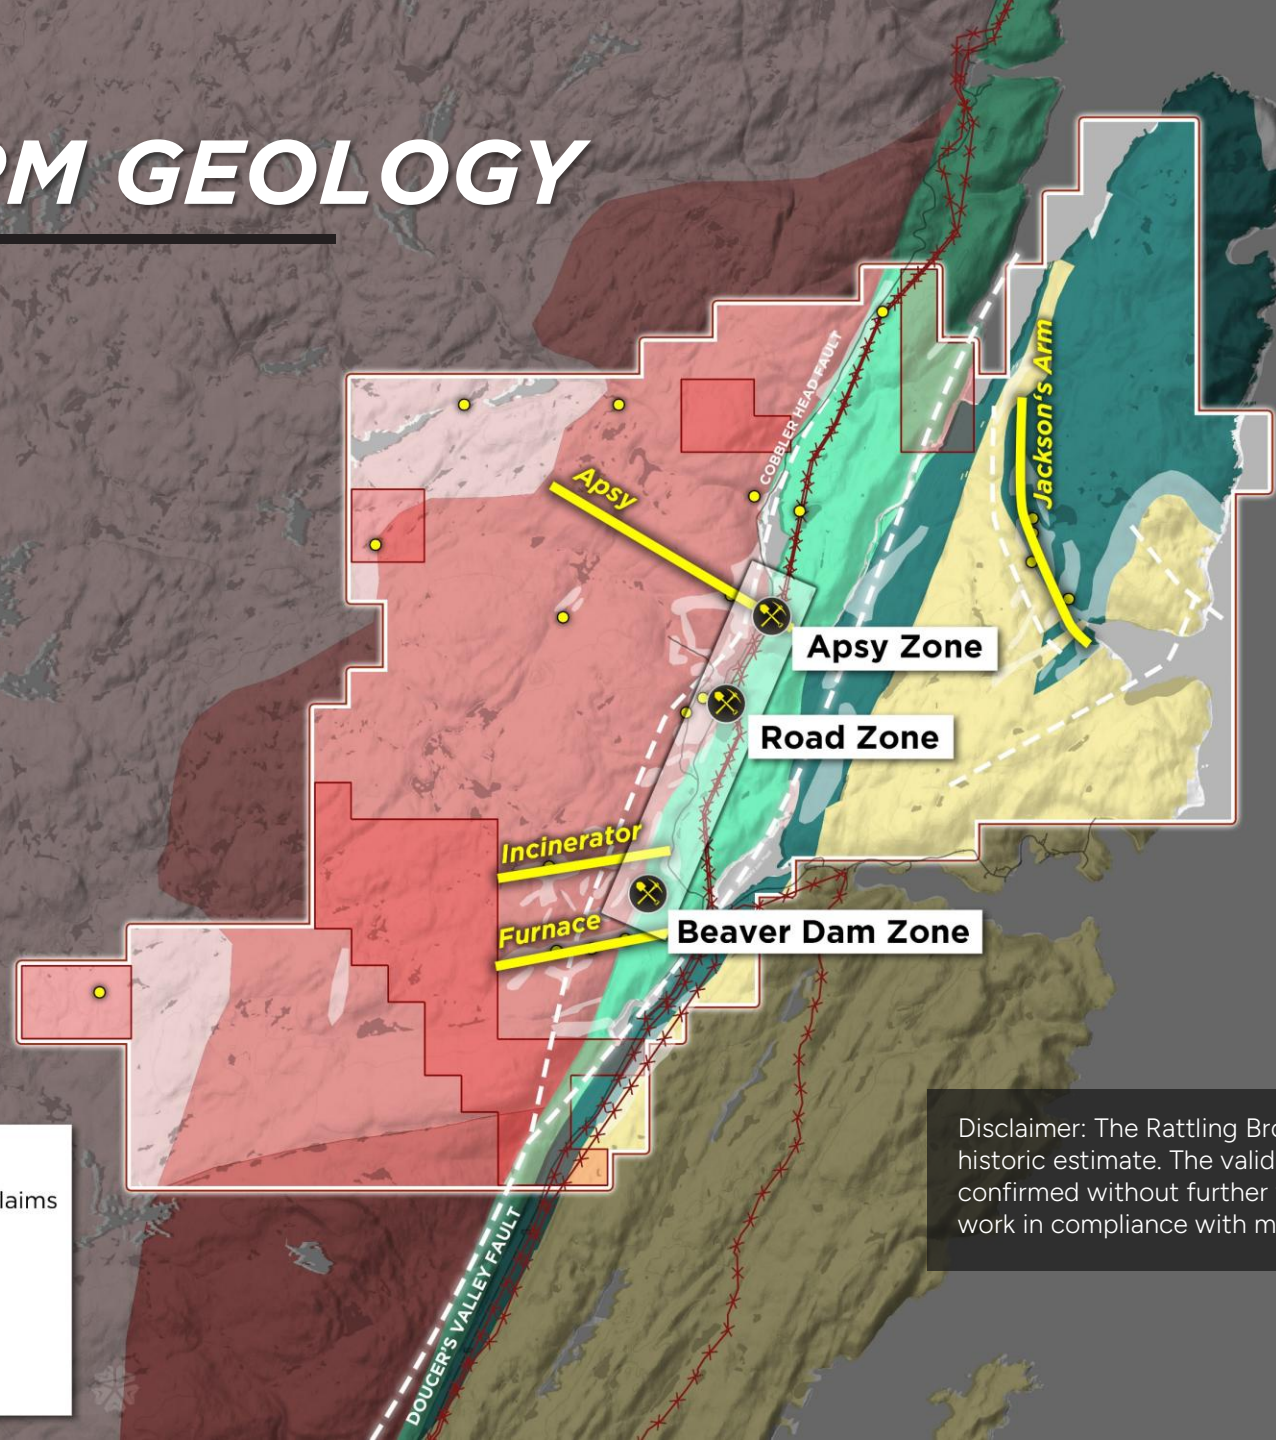 PM GEOLOGY
COBBLER HEAD FAULT
Jackson's Arm
Apsy
Apsy Zone
Road Zone
Incinerator
Furnace
Beaver Dam Zone
Disclaimer: The Rattling Bro
historic estimate. The valid
confirmed without further
work in compliance with m
laims
DOUCER'S VALLEY FAULT